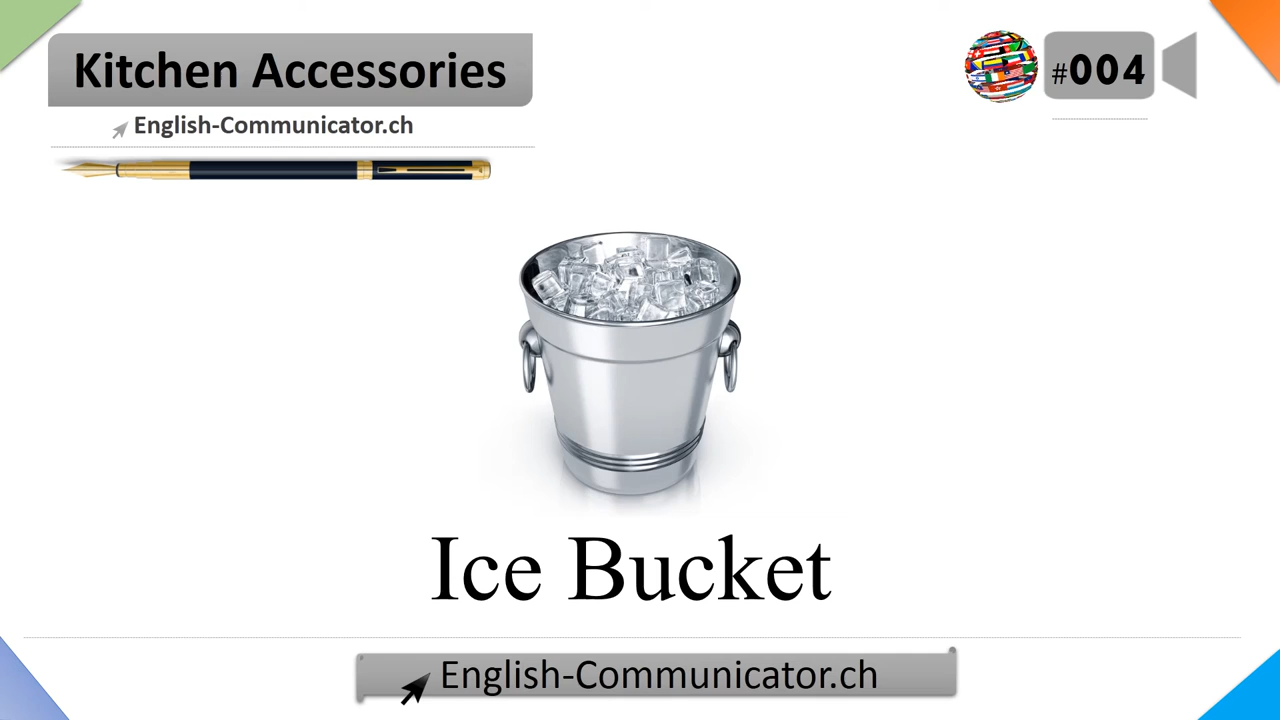 Kitchen Accessories
#004
English-Communicator.ch
Ice Bucket
English-Communicator.ch